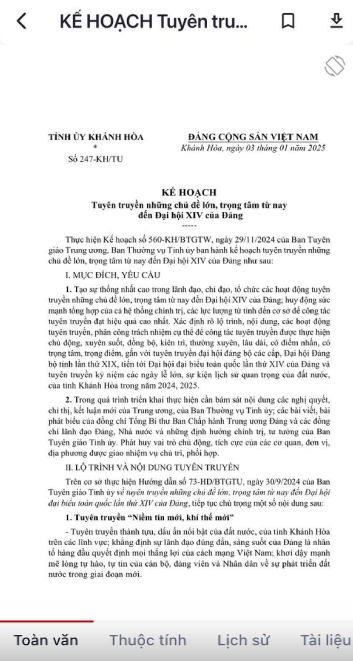 KẾ HOẠCH Tuyên tru...
TỈNH ỦY KHÁNH HÒA
*
Số 247-KH/TU
ĐẢNG CỘNG SẢN VIỆT NAM
Khánh Hòa, ngày 03 tháng 01 năm 2025
KẾ HOẠCH
Tuyên truyền những chủ đề lớn, trọng tâm từ nay
đến Đại hội XIV của Đảng
-----
Thực hiện Kế hoạch số 560-KH/BTGTW, ngày 29/11/2024 của Ban Tuyên
giáo Trung ương, Ban Thường vụ Tỉnh ủy ban hành kế hoạch tuyên truyền những
chủ đề lớn, trọng tâm từ nay đến Đại hội XIV của Đảng như sau:
I. MỤC ĐÍCH, YÊU CẦU
1. Tạo sự thống nhất cao trong lãnh đạo, chỉ đạo, tổ chức các hoạt động tuyên
truyền những chủ đề lớn, trọng tâm từ nay đến Đại hội XIV của Đảng; huy động sức
mạnh tổng hợp của cả hệ thống chính trị, các lực lượng từ tỉnh đến cơ sở để công tác
tuyên truyền đạt hiệu quả cao nhất. Xác định rõ lộ trình, nội dung, các hoạt động
tuyên truyền, phân công trách nhiệm cụ thể để công tác tuyên truyền được thực hiện
chủ động, xuyên suốt, đồng bộ, kiên trì, thường xuyên, lâu dài, có điểm nhấn, có
trọng tâm, trọng điểm, gắn với tuyên truyền đại hội đảng bộ các cấp, Đại hội Đảng
bộ tỉnh lần thứ XIX, tiến tới Đại hội đại biểu toàn quốc lần thứ XIV của Đảng và
tuyên truyền kỷ niệm các ngày lễ lớn, sự kiện lịch sử quan trọng của đất nước,
của tỉnh Khánh Hòa trong năm 2024, 2025.
2. Trong quá trình triển khai thực hiện cần bám sát nội dung các nghị quyết,
chỉ thị, kết luận mới của Trung ương, của Ban Thường vụ Tỉnh ủy; các bài viết, bài
phát biểu của đồng chí Tổng Bí thư Ban Chấp hành Trung ương Đảng và các đồng
chí lãnh đạo Đảng, Nhà nước và những định hướng chính trị, tư tưởng của Ban
Tuyên giáo Tỉnh ủy. Phát huy vai trò chủ động, tích cực của các cơ quan, đơn vị,
địa phương được giao nhiệm vụ chủ trì, phối hợp.
II. LỘ TRÌNH VÀ NỘI DUNG TUYÊN TRUYỀN
Trên cơ sở thực hiện Hướng dẫn số 73-HD/BTGTU, ngày 30/9/2024 của Ban
Tuyên giáo Tỉnh ủy về tuyên truyền những chủ đề lớn, trọng tâm từ nay đến Đại hội
đại biểu toàn quốc lần thứ XIV của Đảng, tiếp tục chú trọng một số nội dung sau:
1. Tuyên truyền “Niềm tin mới, khí thế mới”
- Tuyên truyền thành tựu, dấu ấn nổi bật của đất nước, của tỉnh Khánh Hòa
trên các lĩnh vực; khẳng định sự lãnh đạo đúng đắn, sáng suốt của Đảng là nhân
tố hàng đầu quyết định mọi thắng lợi của cách mạng Việt Nam; khơi dậy mạnh
mẽ lòng tự hào, tự tin của cán bộ, đảng viên và Nhân dân về sự phát triển đất
nước trong giai đoạn mới.
Toàn văn
Thuộc tính
Lịch sử
Tài liệu